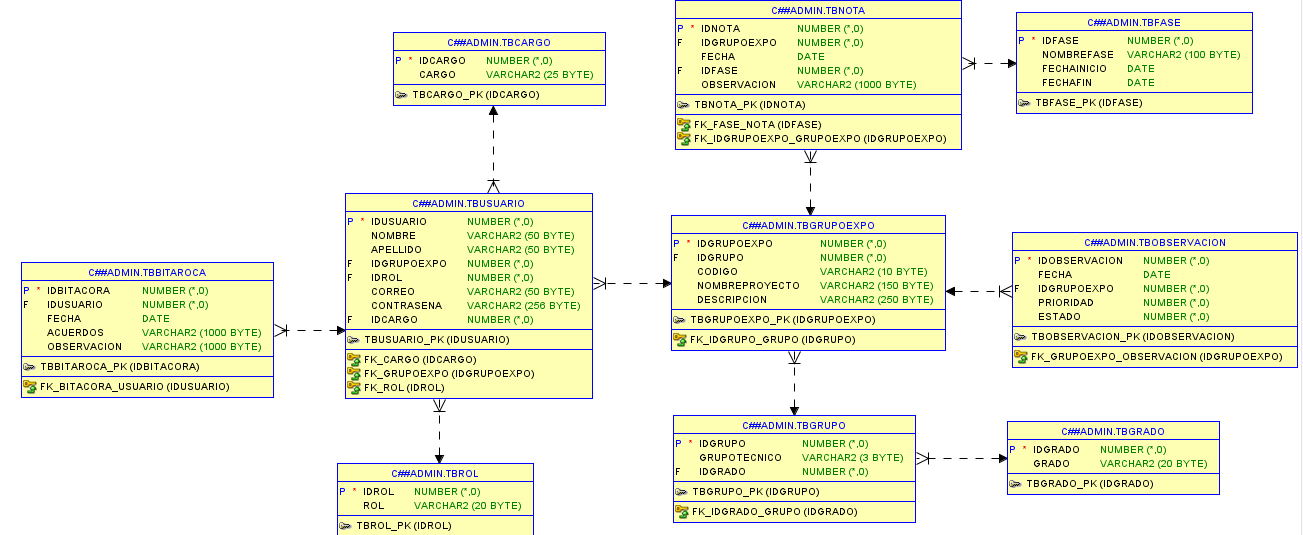 C##ADMIN.TBNOTA
P * IDNOTA NUMBER (*,0)
F IDGRUPOEXPO NUMBER (*,0)
FECHA DATE
F IDFASE NUMBER (*,0)
OBSERVACION VARCHAR2 (1000 BYTE)
TBNOTA_PK (IDNOTA)
FK_FASE_NOTA (IDFASE)
FK_IDGRUPOEXPO_GRUPOEXPO (IDGRUPOEXPO)
C##ADMIN.TBFASE
P * IDFASE NUMBER (*,0)
NOMBREFASE VARCHAR2 (100 BYTE)
FECHAINICIO DATE
FECHAFIN DATE
TBFASE_PK (IDFASE)
C##ADMIN.TBCARGO
P * IDCARGO NUMBER (*,0)
CARGO VARCHAR2 (25 BYTE)
TBCARGO_PK (IDCARGO)
C##ADMIN.TBUSUARIO
P * IDUSUARIO NUMBER (*,0)
NOMBRE VARCHAR2 (50 BYTE)
APELLIDO VARCHAR2 (50 BYTE)
F IDGRUPOEXPO NUMBER (*,0)
F IDROL NUMBER (*,0)
CORREO VARCHAR2 (50 BYTE)
CONTRASENA VARCHAR2 (256 BYTE)
F IDCARGO NUMBER (*,0)
TBUSUARIO_PK (IDUSUARIO)
FK_CARGO (IDCARGO)
FK_GRUPOEXPO (IDGRUPOEXPO)
FK_ROL (IDROL)
C##ADMIN.TBGRUPOEXPO
P * IDGRUPOEXPO NUMBER (*,0)
F IDGRUPO NUMBER (*,0)
CODIGO VARCHAR2 (10 BYTE)
NOMBREPROYECTO VARCHAR2 (150 BYTE)
DESCRIPCION VARCHAR2 (250 BYTE)
TBGRUPOEXPO_PK (IDGRUPOEXPO)
FK_IDGRUPO_GRUPO (IDGRUPO)
C##ADMIN.TBOBSERVACION
P * IDOBSERVACION NUMBER (*,0)
FECHA DATE
F IDGRUPOEXPO NUMBER (*,0)
PRIORIDAD NUMBER (*,0)
ESTADO NUMBER (*,0)
TBOBSERVACION_PK (IDOBSERVACION)
FK_GRUPOEXPO_OBSERVACION (IDGRUPOEXPO)
C##ADMIN.TBBITAROCA
P * IDBITACORA NUMBER (*,0)
F IDUSUARIO NUMBER (*,0)
FECHA DATE
ACUERDOS VARCHAR2 (1000 BYTE)
OBSERVACION VARCHAR2 (1000 BYTE)
TBBITAROCA_PK (IDBITACORA)
FK_BITACORA_USUARIO (IDUSUARIO)
C##ADMIN.TBROL
P * IDROL NUMBER (*,0)
ROL VARCHAR2 (20 BYTE)
TBROL_PK (IDROL)
C##ADMIN.TBGRUPO
P * IDGRUPO NUMBER (*,0)
GRUPOTECNICO VARCHAR2 (3 BYTE)
F IDGRADO NUMBER (*,0)
TBGRUPO_PK (IDGRUPO)
FK_IDGRADO_GRUPO (IDGRADO)
C##ADMIN.TBGRADO
P * IDGRADO NUMBER (*,0)
GRADO VARCHAR2 (20 BYTE)
TBGRADO_PK (IDGRADO)